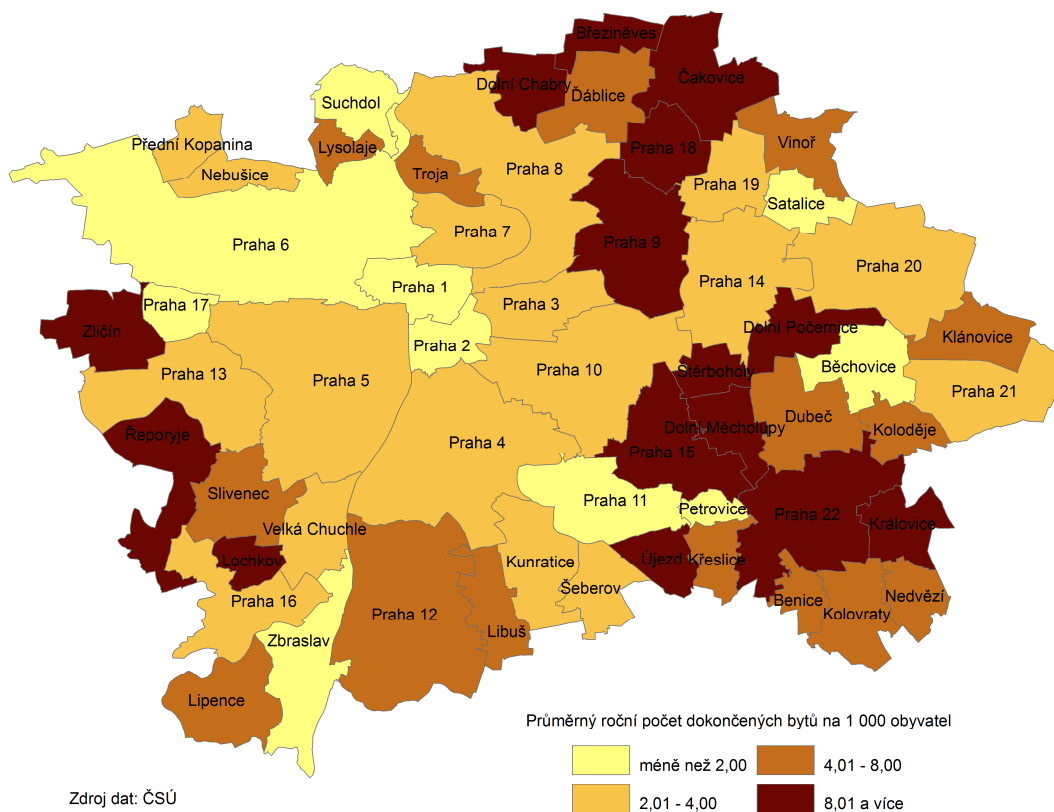 Březiněves
Čakovice
Dolní Chabry
Ďáblice
Suchdol
Přední Kopanina
Lysolaje
Praha 18
Vinoř
Nebušice
Troja
Praha 8
Praha 19
Satalice
Praha 6
Praha 7
Praha 9
Praha 20
Praha 1
Praha 14
Praha 17
Praha 3
Zličín
Praha 2
Dolní Počernice
Klánovice
Praha 13
Praha 5
Praha 10
Štěrboholy
Běchovice
Praha 21
Řeporyje
Praha 4
Dolní Měcholupy
Dubeč
Koloděje
Praha 15
Slivenec
Praha 11
Petrovice
Praha 22
Královice
Velká Chuchle
Lochkov
Kunratice
Újezd
Křeslice
Šeberov
Praha 16
Praha 12
Libuš
Benice
Nedvězí
Kolovraty
Zbraslav
Lipence
Průměrný roční počet dokončených bytů na 1 000 obyvatel
méně než 2,00
4,01 - 8,00
2,01 - 4,00
8,01 a více
Zdroj dat: ČSÚ